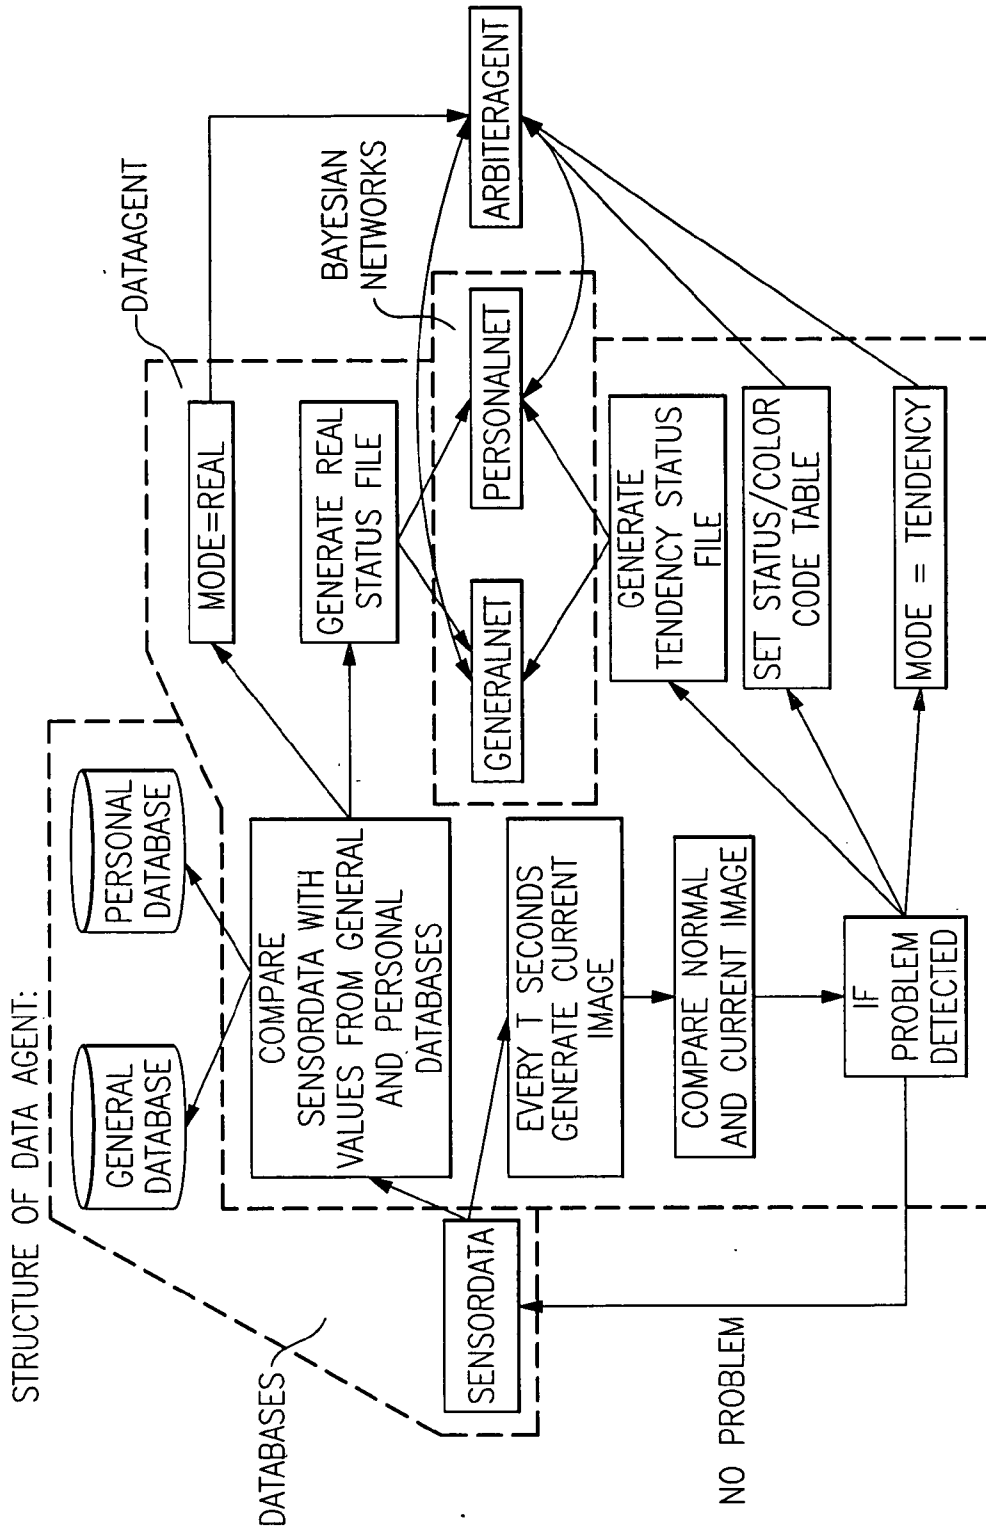 STRUCTURE OF DATA AGENT:
DATABASES
GENERAL
DATABASE
PERSONAL
DATABASE
DATAAGENT
SENSORDATA
COMPARE
SENSORDATA WITH
VALUES FROM GENERAL
AND PERSONAL
DATABASES
MODE=REAL
GENERATE REAL
STATUS FILE
BAYESIAN
NETWORKS
GENERALNET
PERSONALNET
ARBITERAGENT
EVERY T SECONDS
GENERATE CURRENT
IMAGE
COMPARE NORMAL
AND CURRENT IMAGE
IF
PROBLEM
DETECTED
NO PROBLEM
GENERATE
TENDENCY STATUS
FILE
SET STATUS/COLOR
CODE TABLE
MODE = TENDENCY